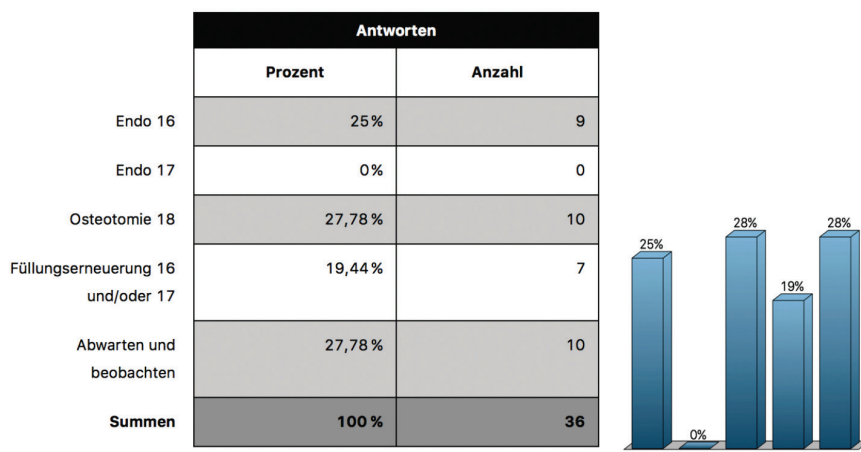 Antworten
Prozent Anzahl
Endo 16 25 % 9
Endo 17 0 % 0
Osteotomie 18 27,78 % 10
Füllungserneuerung 16 19,44 % 7
und/oder 17
Abwarten und 27,78 % 10
beobachten
Summen 100 % 36
25%
0%
28%
19%
28%